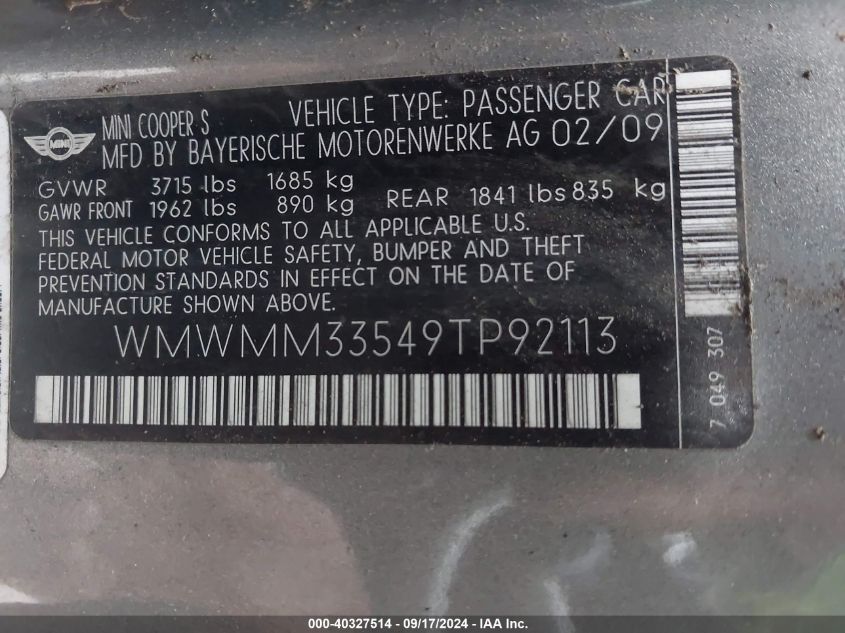 MINI
MINI COOPER S VEHICLE TYPE: PASSENGER CAR
MFD BY BAYERISCHE MOTORENWERKE AG 02/09
GVWR 3715 lbs 1685 kg
GAWR FRONT 1962 lbs 890 kg REAR 1841 lbs 835 kg
THIS VEHICLE CONFORMS TO ALL APPLICABLE U.S.
FEDERAL MOTOR VEHICLE SAFETY, BUMPER AND THEFT
PREVENTION STANDARDS IN EFFECT ON THE DATE OF
MANUFACTURE SHOWN ABOVE.
WMWMM33549TP92113
7 049 307
000-40327514 - 09/17/2024 - IAA Inc.